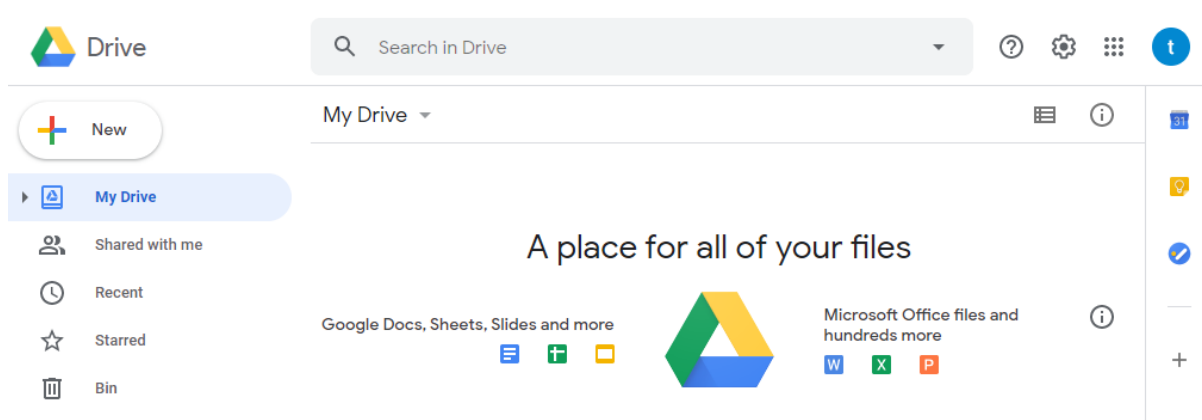 Drive
Search in Drive
t
New
My Drive
31
My Drive
Shared with me
Recent
Starred
Bin
A place for all of your files
Google Docs, Sheets, Slides and more
Microsoft Office files and
hundreds more
W X P